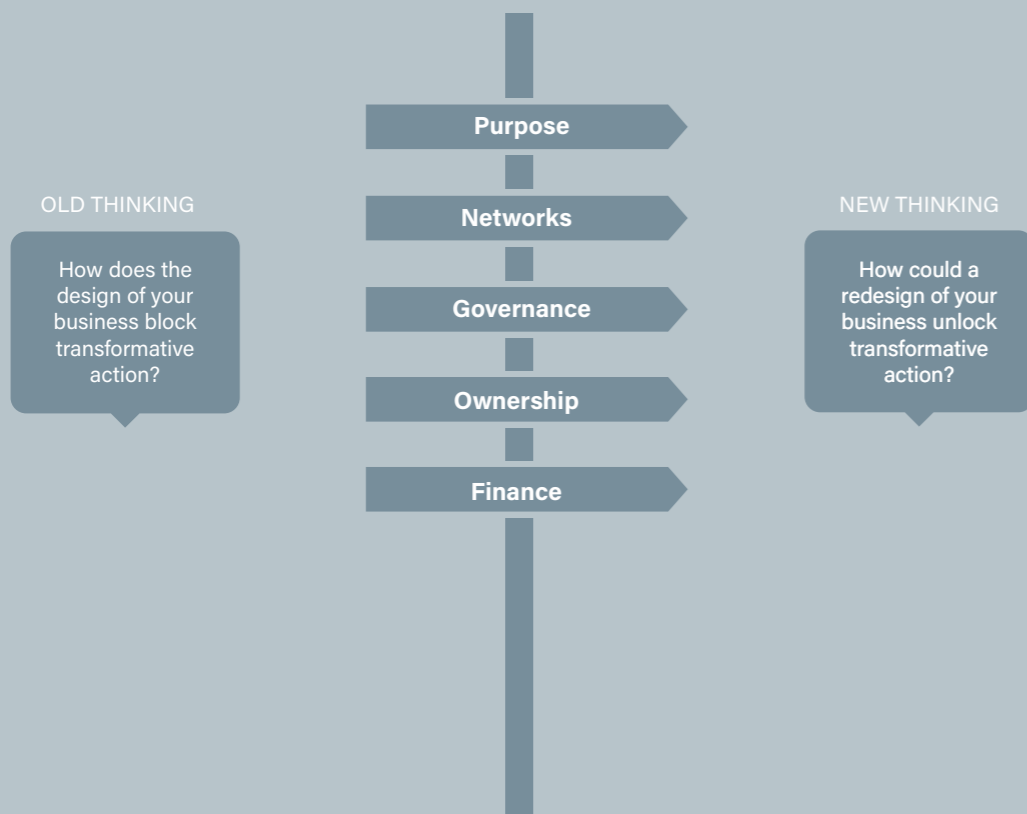 OLD THINKING
How does the
design of your
business block
transformative
action?
Purpose
Networks
Governance
Ownership
Finance
NEW THINKING
How could a
redesign of your
business unlock
transformative
action?